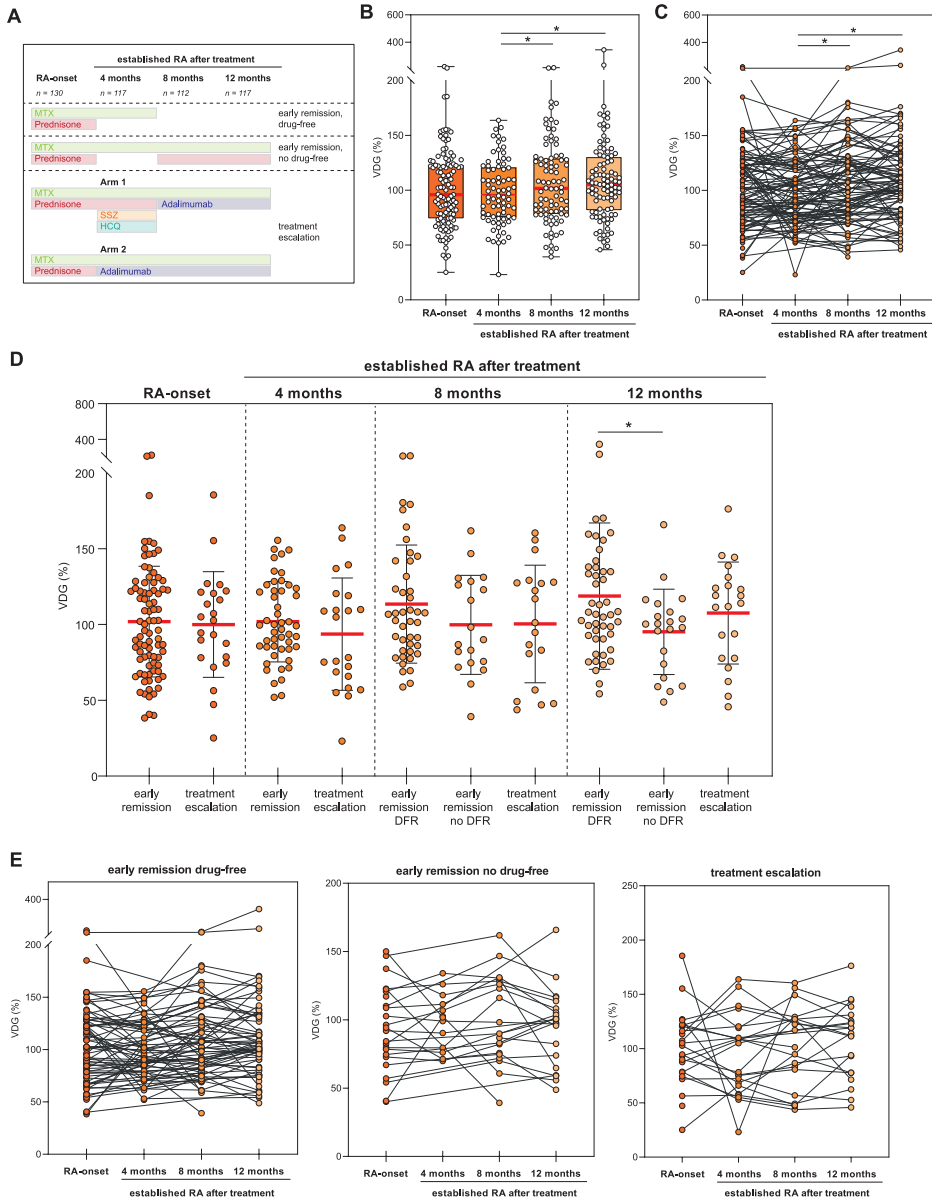 A
established RA after treatment
RA-onset 4 months 8 months 12 months
n = 130 n = 117 n = 112 n = 117
MTX
Prednisone
early remission,
drug-free
MTX
Prednisone
early remission,
no drug-free
Arm 1
MTX
Prednisone Adalimumab
SSZ
HCQ
treatment
escalation
Arm 2
MTX
Prednisone Adalimumab
B
VDG (%)
600
400
200
150
100
50
0
*
*
RA-onset 4 months 8 months 12 months
established RA after treatment
C
VDG (%)
600
400
200
150
100
50
0
*
*
RA-onset 4 months 8 months 12 months
established RA after treatment
D
established RA after treatment
RA-onset 4 months 8 months 12 months
VDG (%)
800
400
200
150
100
50
0
*
early
remission
treatment
escalation
early
remission
treatment
escalation
early
remission
DFR
early
remission
no DFR
treatment
escalation
early
remission
DFR
early
remission
no DFR
treatment
escalation
E
early remission drug-free
VDG (%)
400
200
150
100
50
0
RA-onset 4 months 8 months 12 months
established RA after treatment
early remission no drug-free
VDG (%)
200
150
100
50
0
RA-onset 4 months 8 months 12 months
established RA after treatment
treatment escalation
VDG (%)
250
200
150
100
50
0
RA-onset 4 months 8 months 12 months
established RA after treatment